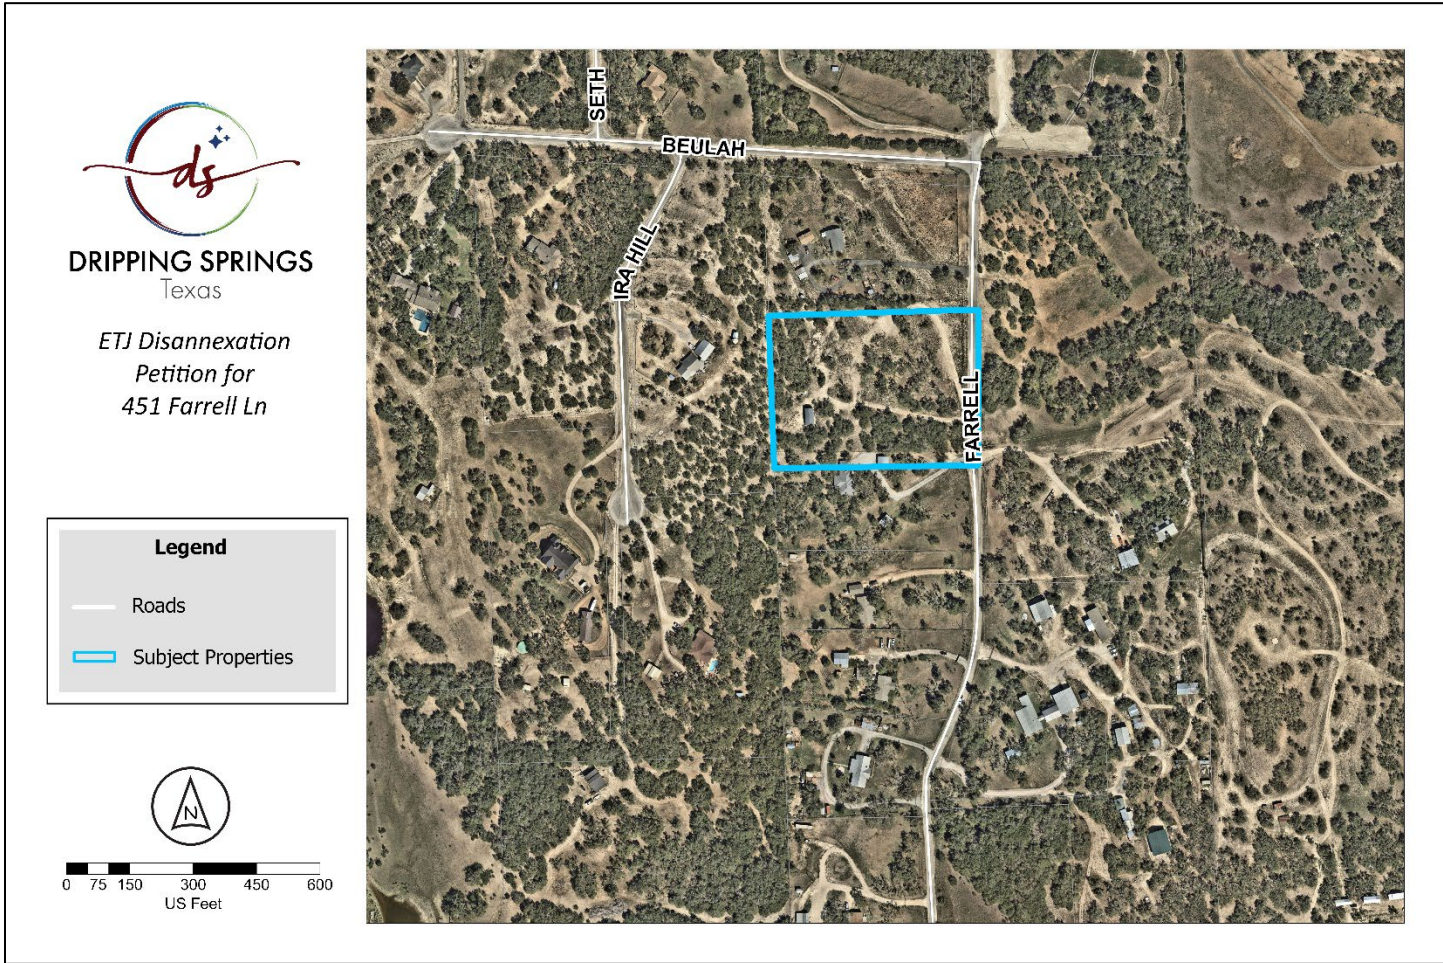 ds
DRIPPING SPRINGS
Texas
ETJ Disannexation
Petition for
451 Farrell Ln
Legend
Roads
Subject Properties
N
0 75 150 300 450 600
US Feet
SETH
BEULAH
IRA HILL
FARRELL